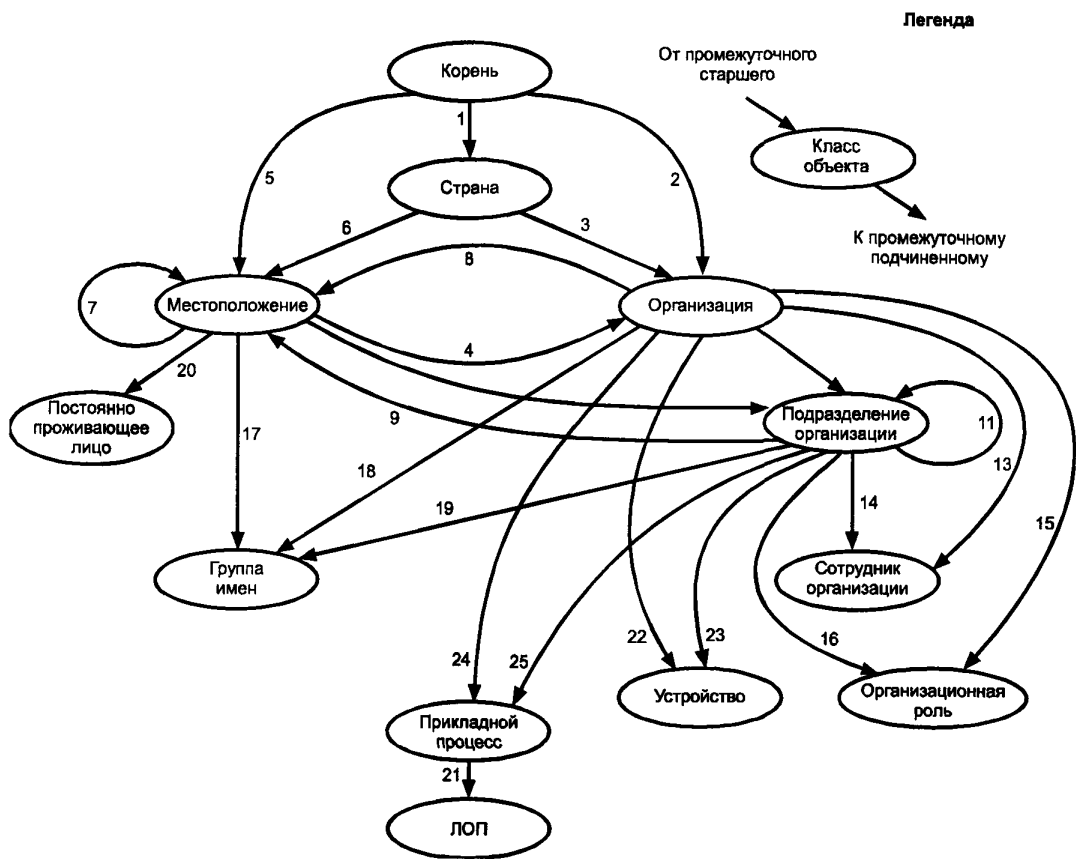 Легенда
От промежуточного
старшего
Корень
1
Класс
объекта
5
Страна
2
6
3
К промежуточному
подчиненному
8
Местоположение
Организация
7
4
20
Постоянно
проживающее
лицо
17
9
Подразделение
организации
11
18
13
19
14
15
Группа
имен
Сотрудник
организации
24
25
22
23
16
Устройство
Организационная
роль
Прикладной
процесс
21
ЛОП